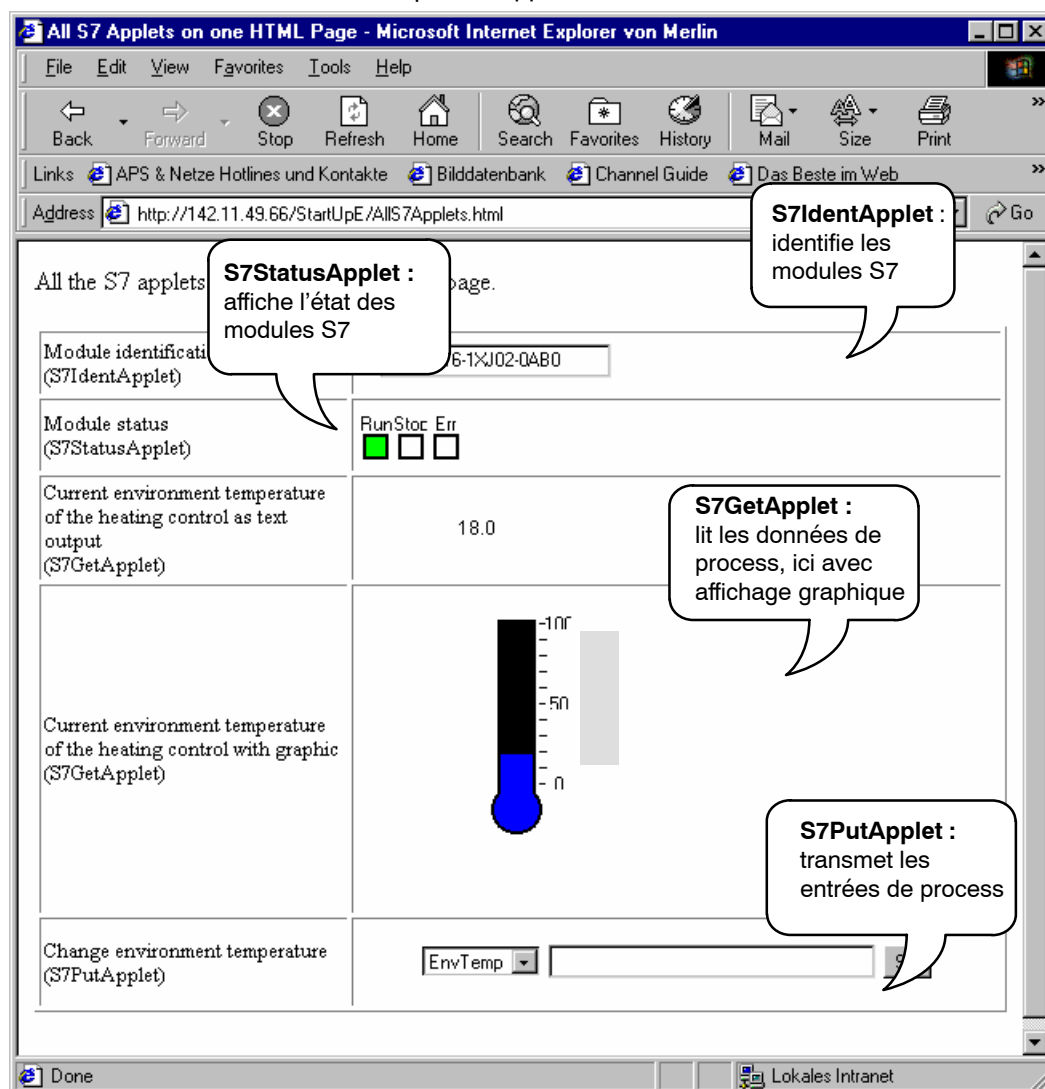 All S7 Applets on one HTML Page - Microsoft Internet Explorer von Merlin
File Edit View Favorites Tools Help
Back Forward Stop Refresh Home Search Favorites History Mail Size Print
Links APS & Netze Hotlines und Kontakte Bilddatenbank Channel Guide Das Beste im Web
Address http://142.11.49.66/StartUpE/AllS7Applets.html Go
S7IdentApplet :
identifie les
modules S7
S7StatusApplet :
affiche l'état des
modules S7
All the S7 applets
Module
(S7IdentApplet)
6-1XJ02-0AB0
Module status
(S7StatusApplet)
Run Stop Err
Current environment temperature
of the heating control as text
output
(S7GetApplet)
18.0
S7GetApplet :
lit les données de
process, ici avec
affichage graphique
Current environment temperature
of the heating control with graphic
(S7GetApplet)
100
50
0
S7PutApplet :
transmet les
entrées de process
Change environment temperature
(S7PutApplet)
EnvTemp
Done
Lokales Intranet